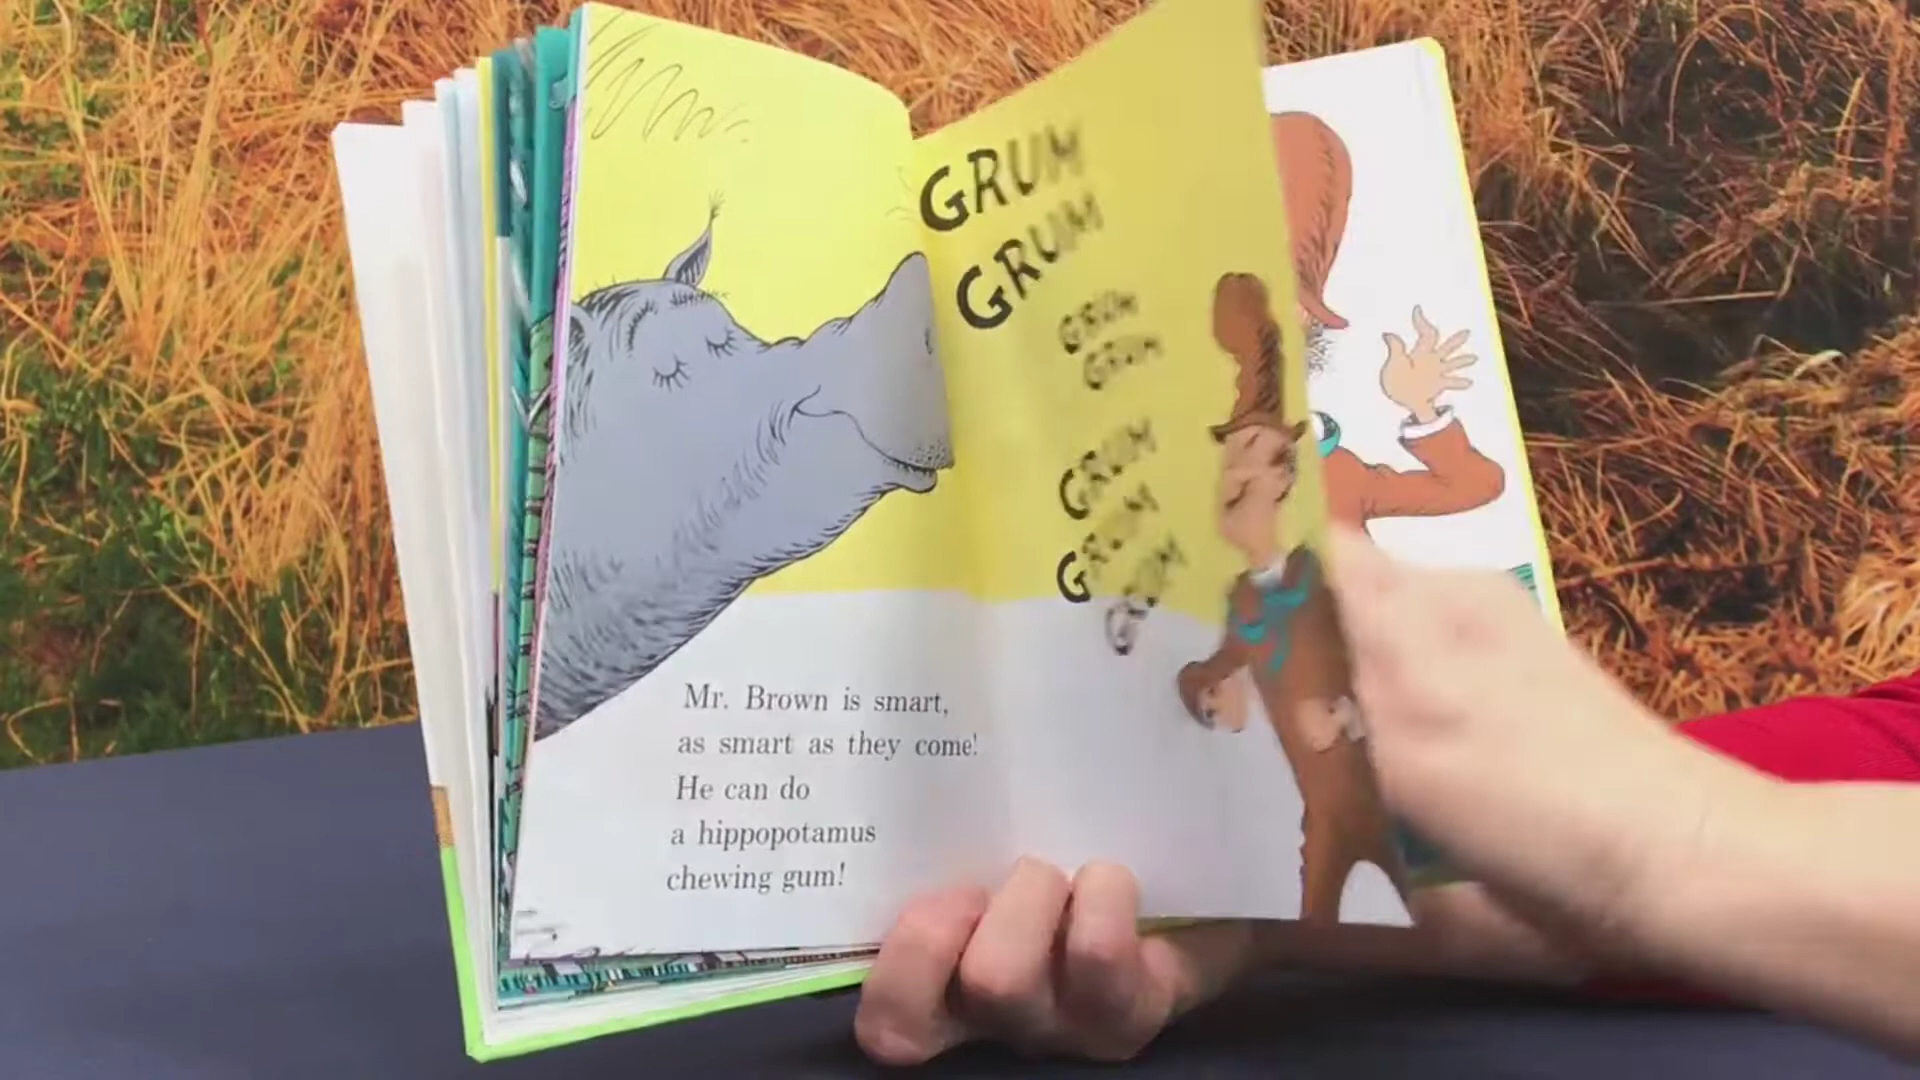 Mr. Brown is smart,
as smart as they come!
He can do
a hippopotamus
chewing gum!
GRUM
GRUM
GRUM
GRUM
GRUM
GRUM
GRUM